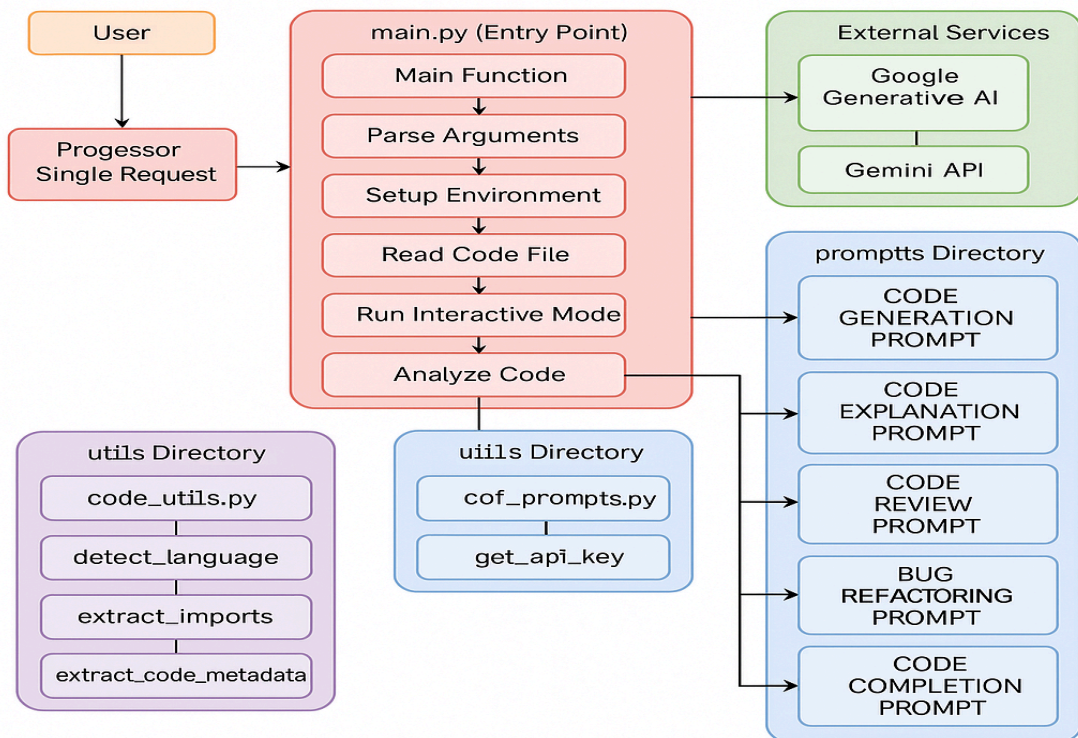 User
Progessor
Single Request
main.py (Entry Point)
Main Function
Parse Arguments
Setup Environment
Read Code File
Run Interactive Mode
Analyze Code
External Services
Google
Generative AI
Gemini API
promptts Directory
CODE
GENERATION
PROMPT
CODE
EXPLANATION
PROMPT
CODE
REVIEW
PROMPT
BUG
REFACTORING
PROMPT
CODE
COMPLETION
PROMPT
utils Directory
code_utils.py
detect_language
extract_imports
extract_code_metadata
uiils Directory
cof_prompts.py
get_api_key